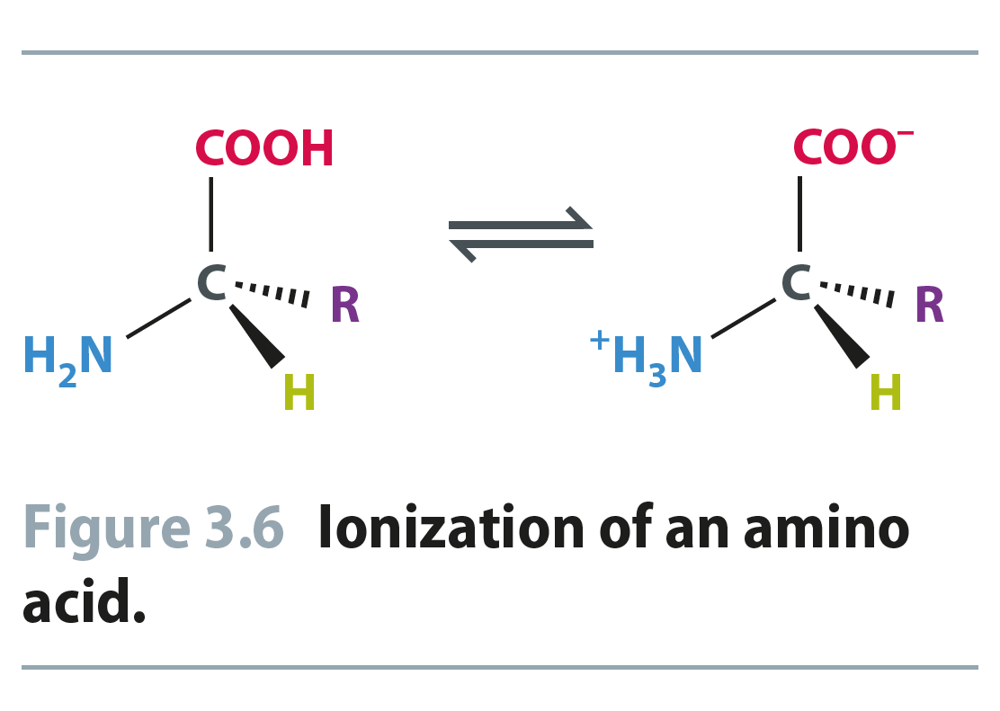 COOH COO⁻
C R C R
H₂N ⁺H₃N
H H
Figure 3.6 Ionization of an amino
acid.